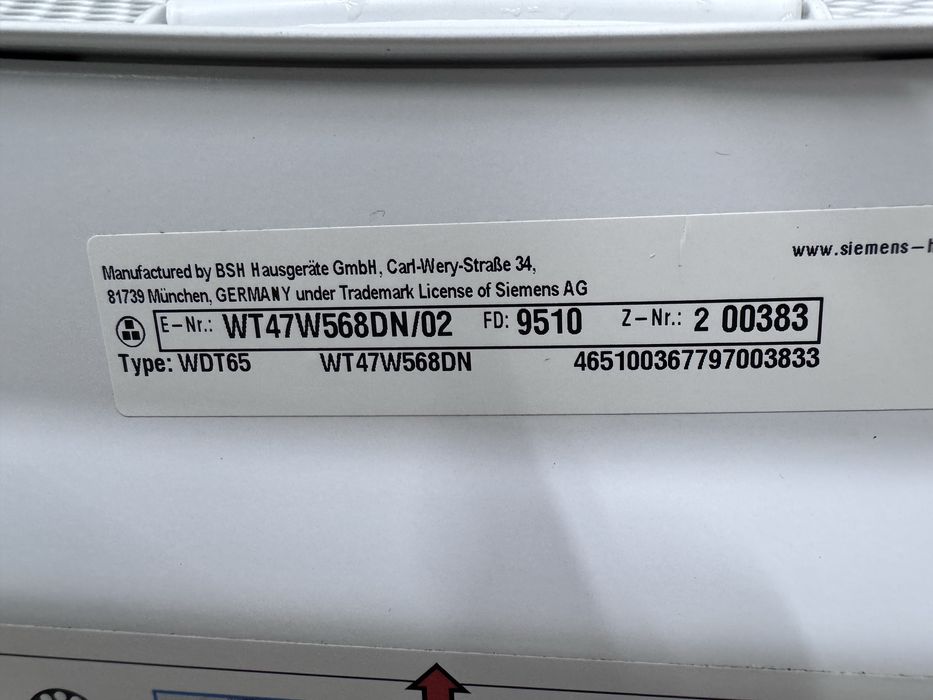 www.siemens-h
Manufactured by BSH Hausgeräte GmbH, Carl-Wery-Straße 34,
81739 München, GERMANY under Trademark License of Siemens AG
E-Nr.: WT47W568DN/02 FD: 9510 Z-Nr.: 2 00383
Type: WDT65 WT47W568DN 465100367797003833